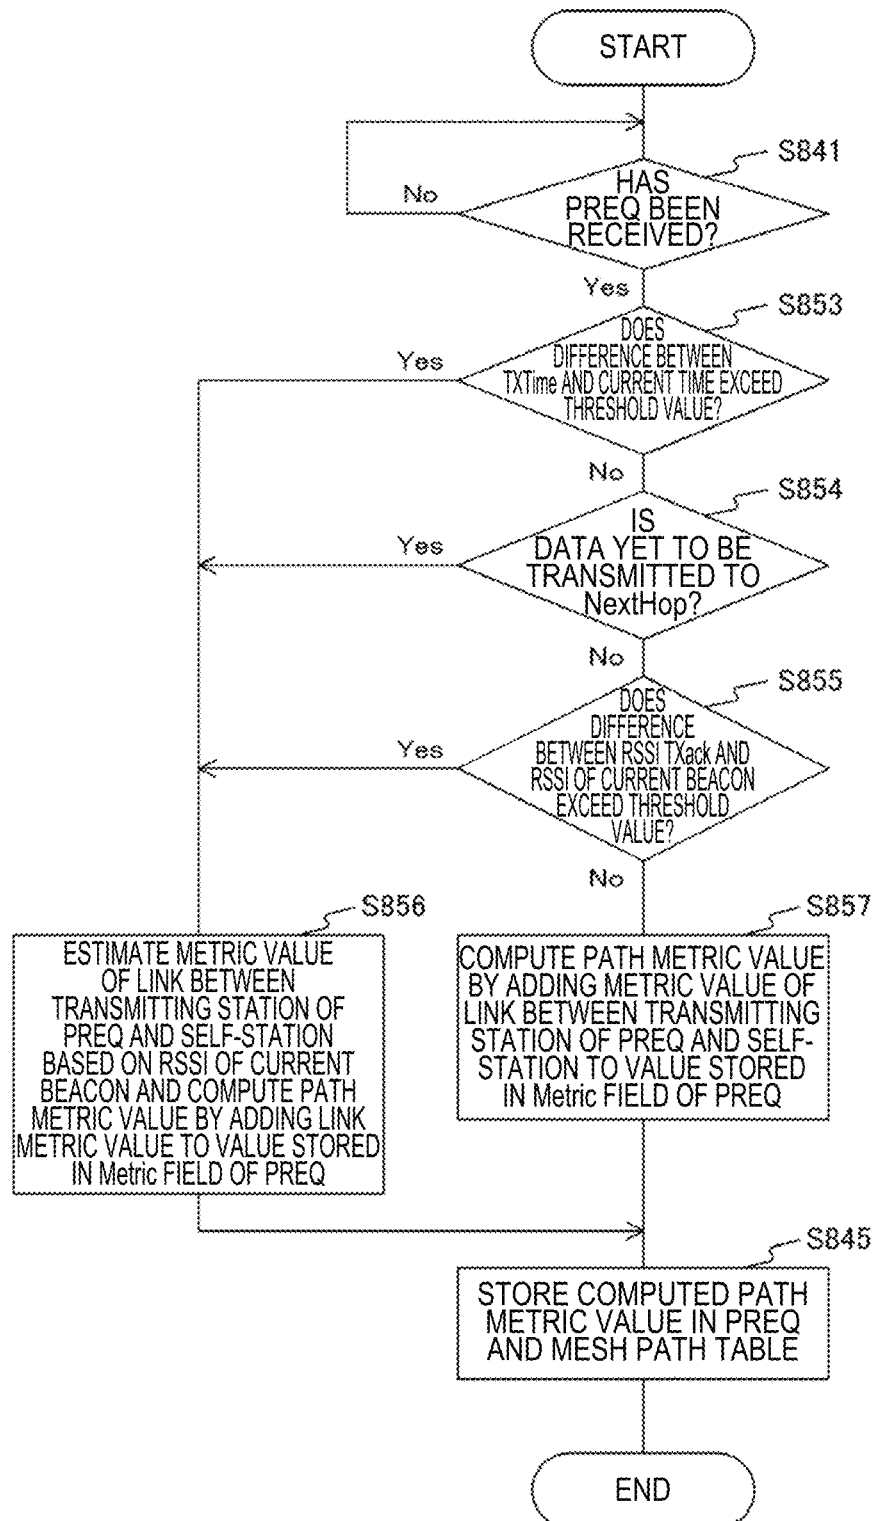 START
S841
HAS
PREQ BEEN
RECEIVED?
No
Yes
S853
DOES
DIFFERENCE BETWEEN
TXTime AND CURRENT TIME EXCEED
THRESHOLD VALUE?
Yes
No
S854
IS
DATA YET TO BE
TRANSMITTED TO
NextHop?
Yes
No
S855
DOES
DIFFERENCE
BETWEEN RSSI TXack AND
RSSI OF CURRENT BEACON
EXCEED THRESHOLD
VALUE?
Yes
No
S856
ESTIMATE METRIC VALUE
OF LINK BETWEEN
TRANSMITTING STATION OF
PREQ AND SELF-STATION
BASED ON RSSI OF CURRENT
BEACON AND COMPUTE PATH
METRIC VALUE BY ADDING LINK
METRIC VALUE TO VALUE STORED
IN Metric FIELD OF PREQ
S857
COMPUTE PATH METRIC VALUE
BY ADDING METRIC VALUE OF
LINK BETWEEN TRANSMITTING
STATION OF PREQ AND SELF-
STATION TO VALUE STORED
IN Metric FIELD OF PREQ
S845
STORE COMPUTED PATH
METRIC VALUE IN PREQ
AND MESH PATH TABLE
END